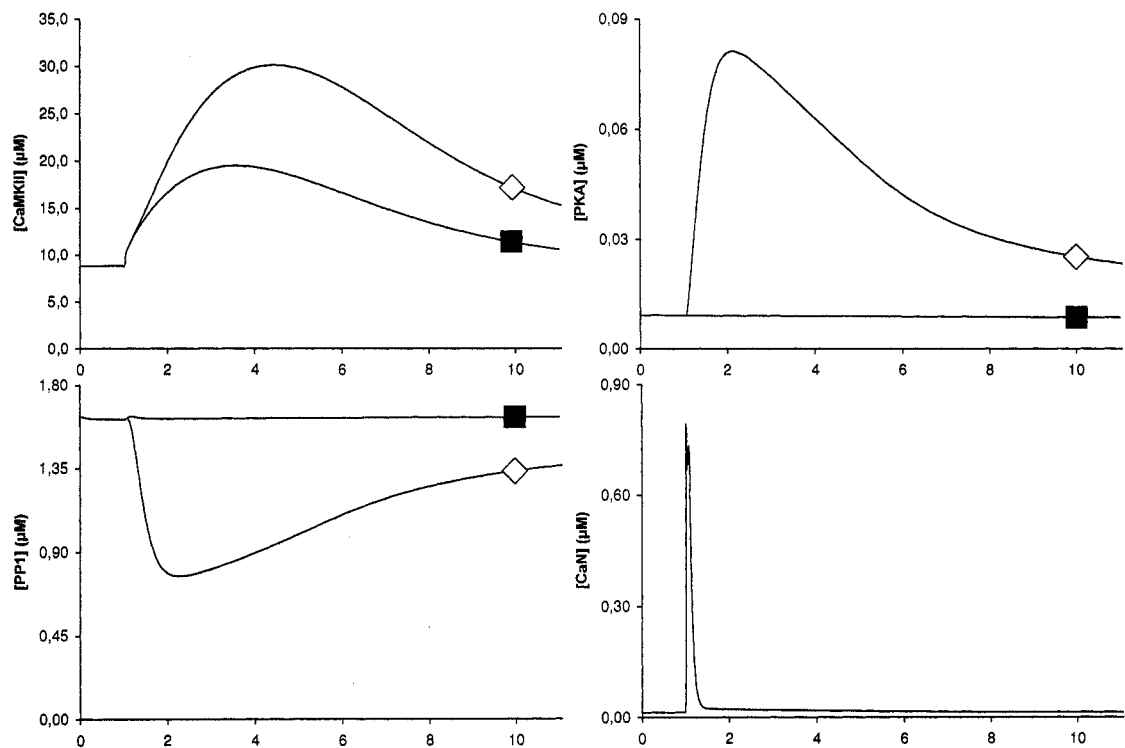 35,0
30,0
25,0
20,0
15,0
10,0
5,0
0,0
[CaMKII] (µM)
0 2 4 6 8 10
0,09
0,06
0,03
0,00
[PKA] (µM)
0 2 4 6 8 10
1,80
1,35
0,90
0,45
0,00
[PP1] (µM)
0 2 4 6 8 10
0,90
0,60
0,30
0,00
[CaN] (µM)
0 2 4 6 8 10